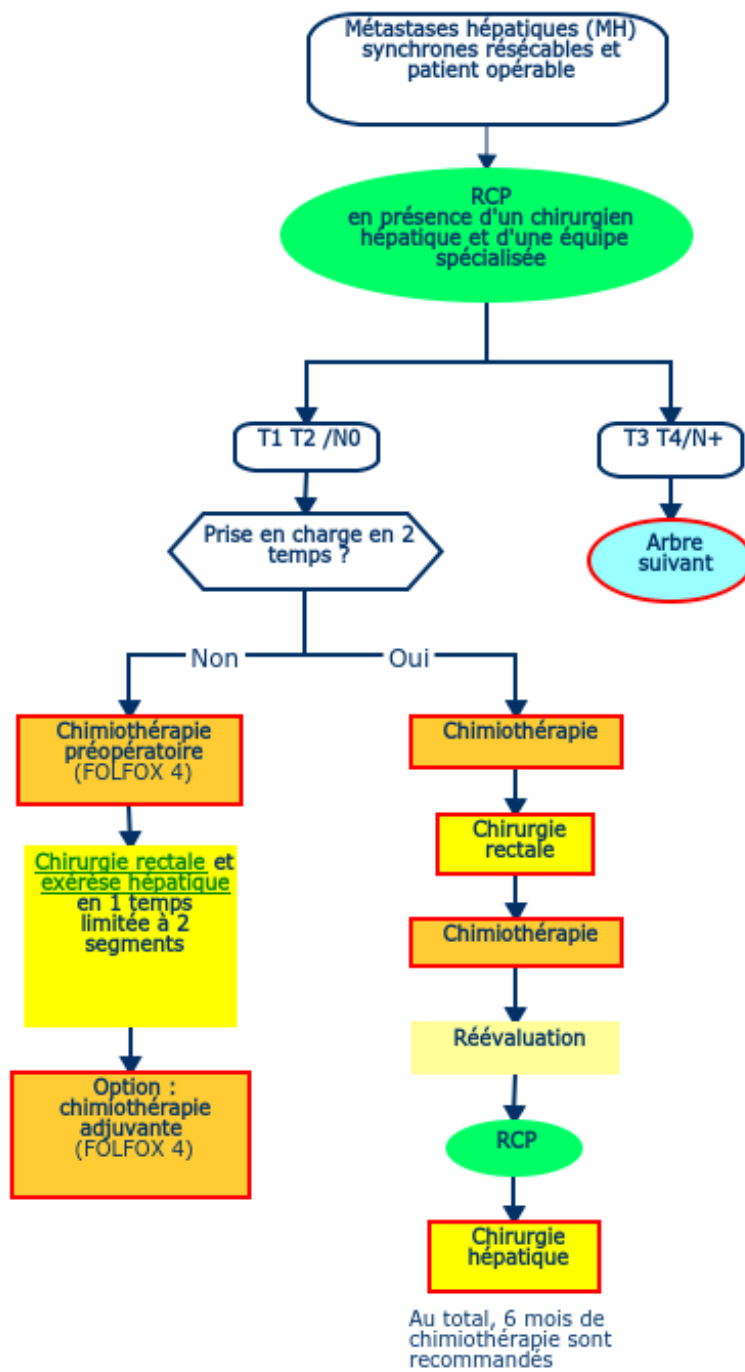 Métastases hépatiques (MH)
synchrones résécables et
patient opérable
RCP
en présence d'un chirurgien
hépatique et d'une équipe
spécialisée
T1 T2 /N0
T3 T4/N+
Prise en charge en 2
temps ?
Arbre
suivant
Non
Oui
Chimiothérapie
préopératoire
(FOLFOX 4)
Chirurgie rectale et
exérèse hépatique
en 1 temps
limitée à 2
segments
Option :
chimiothérapie
adjuvante
(FOLFOX 4)
Chimiothérapie
Chirurgie
rectale
Chimiothérapie
Réévaluation
RCP
Chirurgie
hépatique
Au total, 6 mois de
chimiothérapie sont
recommandés